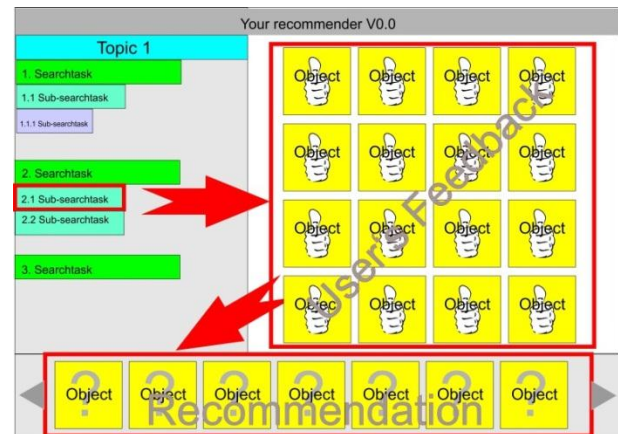 Your recommender V0.0
Topic 1
1. Searchtask
1.1 Sub-searchtask
1.1.1 Sub-searchtask
2. Searchtask
2.1 Sub-searchtask
2.2 Sub-searchtask
3. Searchtask
Object Object Object Object
Object Object Object Object
Object Object Object Object
Objec Object Object Object
User's Feedback
? ? ? ? ? ? ?
Object Object Object Object Object Object Object
Recommendation